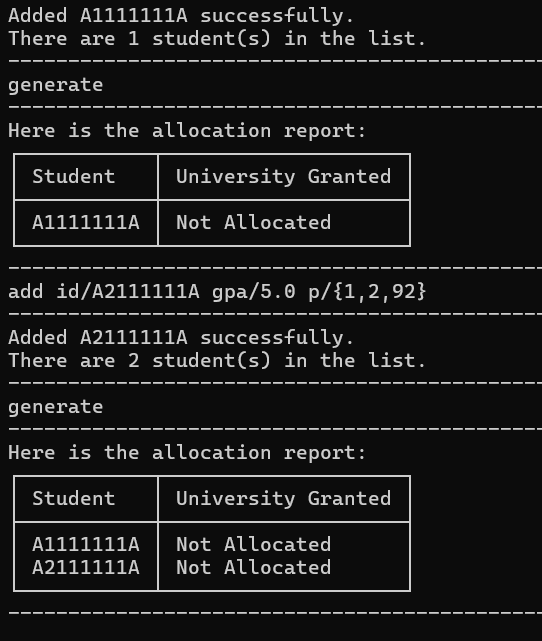 Added A1111111A successfully.
There are 1 student(s) in the list.
generate
Here is the allocation report:
Student University Granted
A1111111A Not Allocated
add id/A2111111A gpa/5.0 p/{1,2,92}
Added A2111111A successfully.
There are 2 student(s) in the list.
generate
Here is the allocation report:
Student University Granted
A1111111A Not Allocated
A2111111A Not Allocated